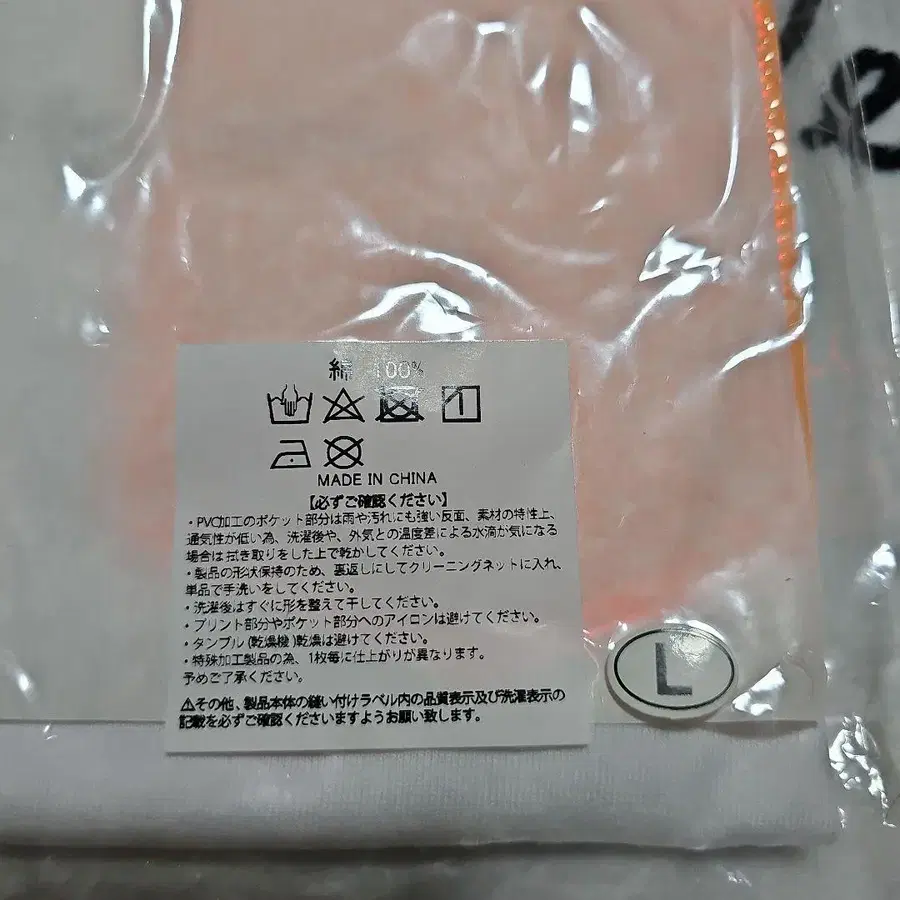 綿 100%
MADE IN CHINA
【必ずご確認ください】
・PVC加工のポケット部分は雨や汚れにも強い反面、素材の特性上、
通気性が低い為、洗濯後や、外気との温度差による水滴が気になる
場合は拭き取りをした上で乾かしてください。
・製品の形状保持のため、裏返しにしてクリーニングネットに入れ、
単品で手洗いをしてください。
・洗濯後はすぐに形を整えて干してください。
・プリント部分やポケット部分へのアイロンは避けてください。
・タンブル(乾燥機)乾燥は避けてください。
・特殊加工製品の為、1枚毎に仕上がりが異なります。
予めご了承ください。
⚠その他、製品本体の縫い付けラベル内の品質表示及び洗濯表示の
記載を必ずご確認くださいますようお願い致します。
L